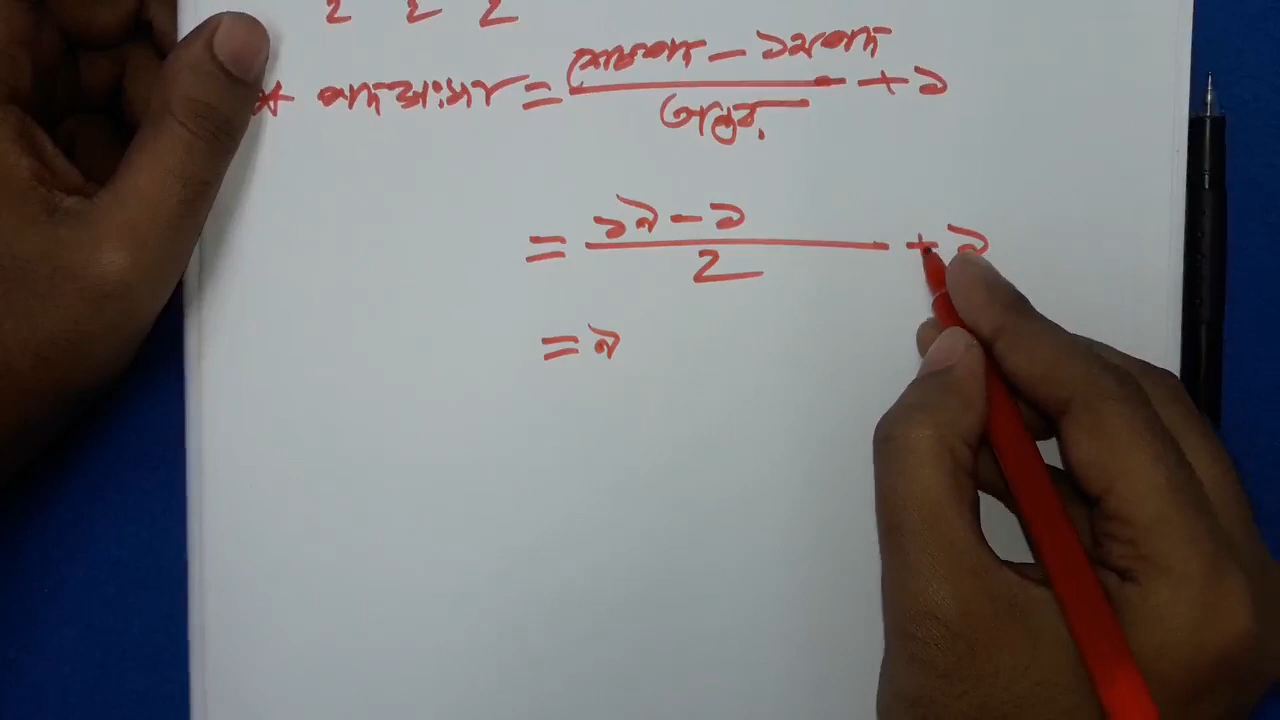 ২ ২ ২
* পদসংখ্যা = শেষপদ - ১মপদ / অন্তর + ১
= ১৯ - ১ / ২ + ১
= ৯